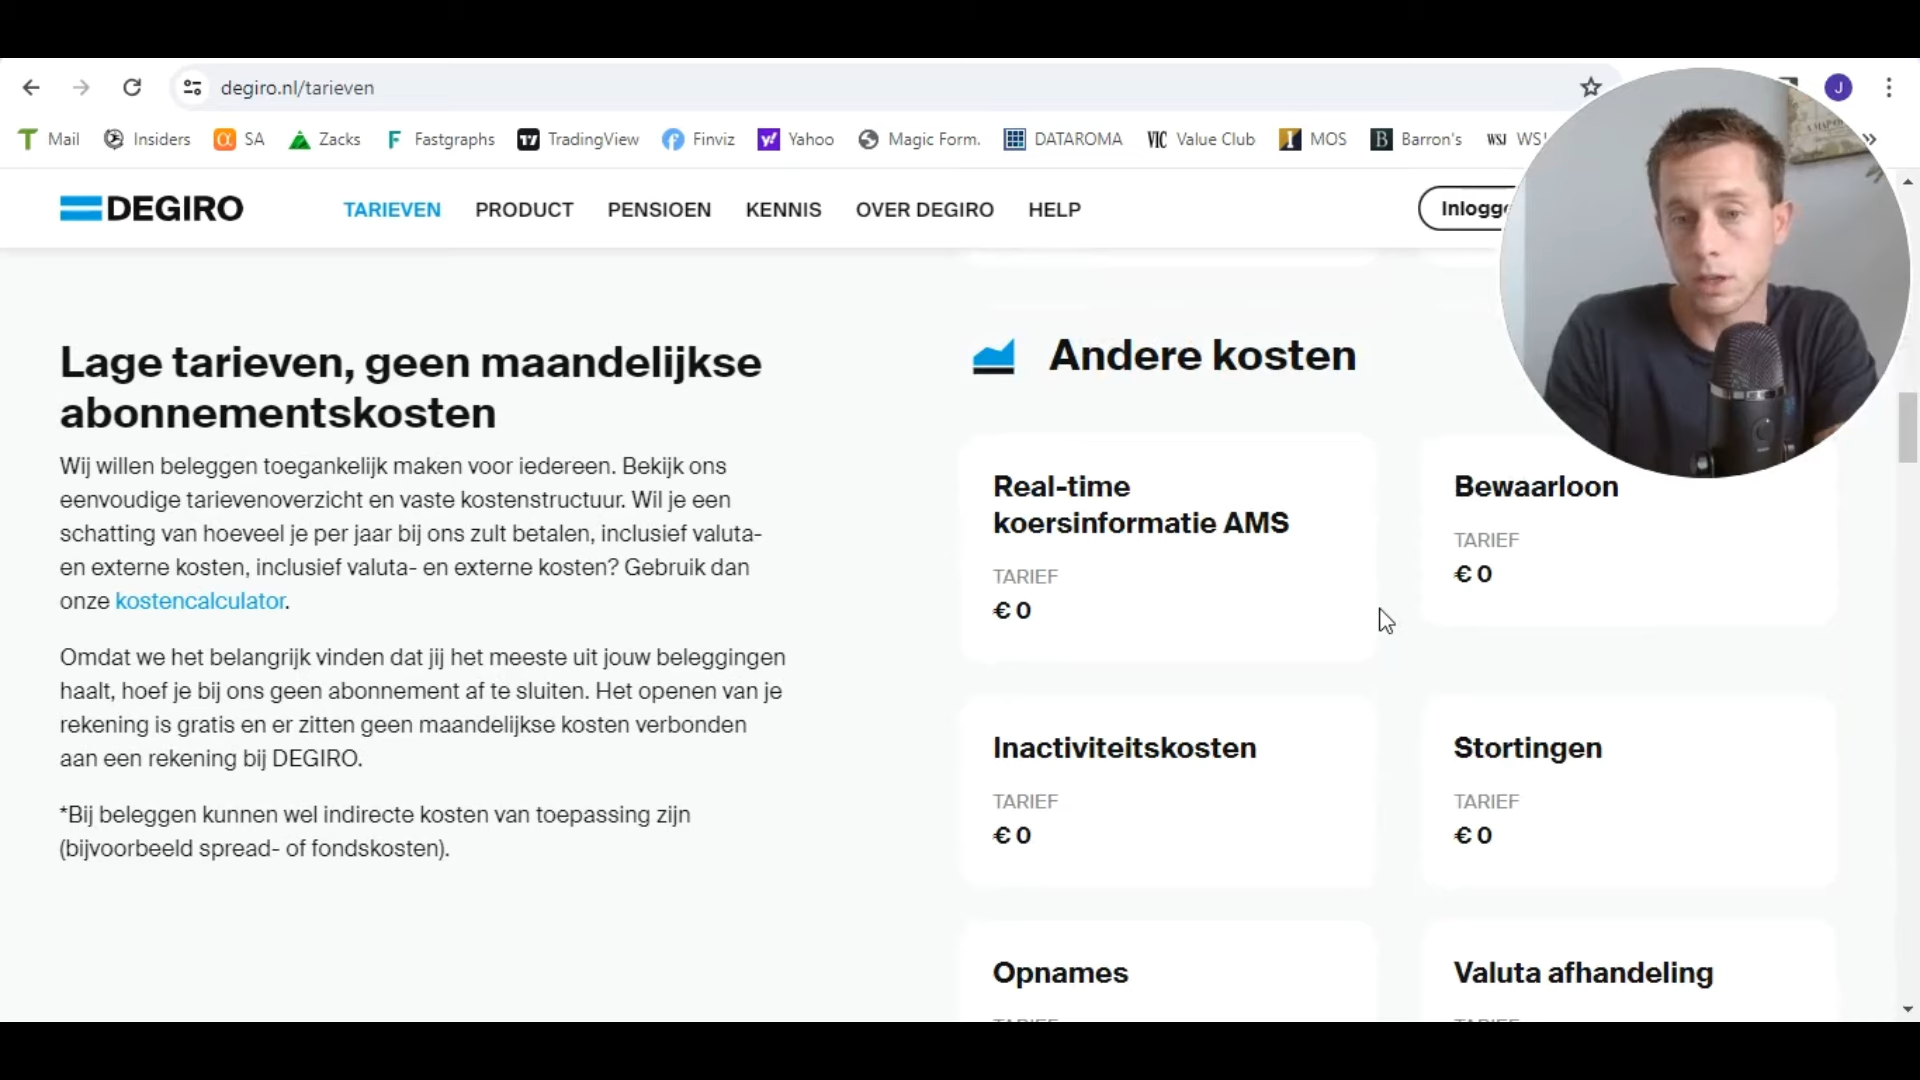 degiro.nl/tarieven
J
Mail Insiders SA Zacks Fastgraphs TradingView Finviz Yahoo Magic Form. DATAROMA Value Club MOS Barron's
DEGIRO
TARIEVEN PRODUCT PENSIOEN KENNIS OVER DEGIRO HELP
Lage tarieven, geen maandelijkse
abonnementskosten
Wij willen beleggen toegankelijk maken voor iedereen. Bekijk ons
eenvoudige tarievenoverzicht en vaste kostenstructuur. Wil je een
schatting van hoeveel je per jaar bij ons zult betalen, inclusief valuta-
en externe kosten, inclusief valuta- en externe kosten? Gebruik dan
onze kostencalculator.
Omdat we het belangrijk vinden dat jij het meeste uit jouw beleggingen
haalt, hoef je bij ons geen abonnement af te sluiten. Het openen van je
rekening is gratis en er zitten geen maandelijkse kosten verbonden
aan een rekening bij DEGIRO.
*Bij beleggen kunnen wel indirecte kosten van toepassing zijn
(bijvoorbeeld spread- of fondskosten).
Andere kosten
Real-time
koersinformatie AMS
TARIEF
€ 0
Bewaarloon
TARIEF
€ 0
Inactiviteitskosten
TARIEF
€ 0
Stortingen
TARIEF
€ 0
Opnames
Valuta afhandeling